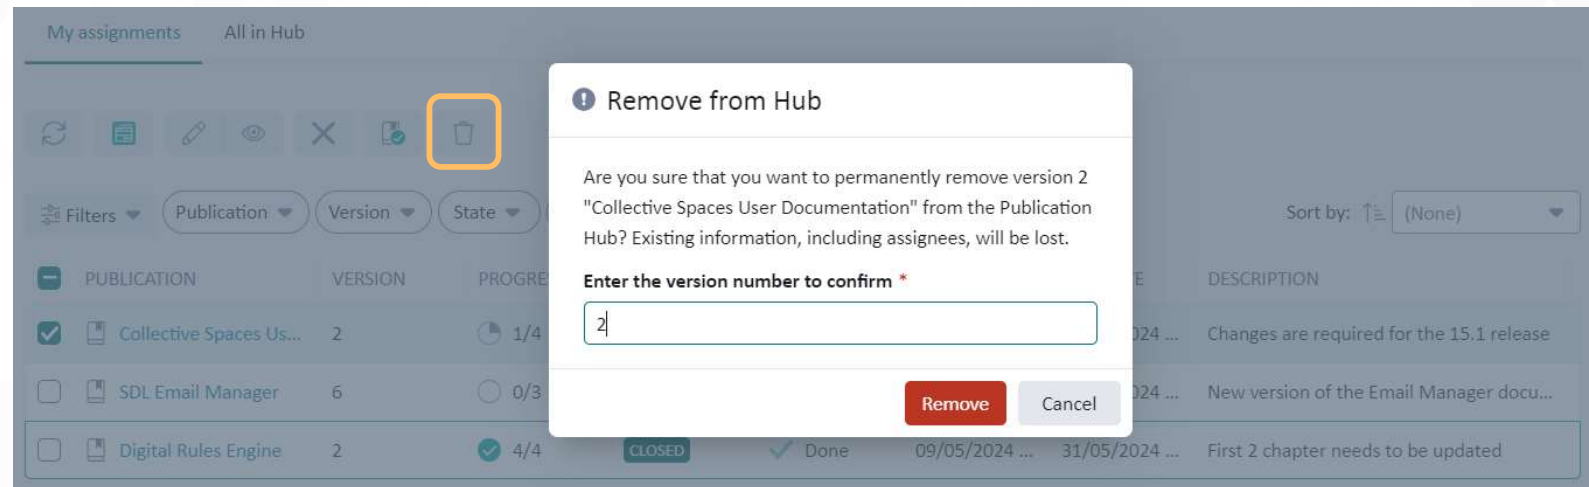 My assignments All in Hub
Remove from Hub
Are you sure that you want to permanently remove version 2
"Collective Spaces User Documentation" from the Publication
Hub? Existing information, including assignees, will be lost.
Enter the version number to confirm *
2
Remove Cancel
Filters Publication Version State Sort by: (None)
PUBLICATION VERSION PROGRE E DESCRIPTION
Collective Spaces Us... 2 1/4 024 ... Changes are required for the 15.1 release
SDL Email Manager 6 0/3 024 ... New version of the Email Manager docu...
Digital Rules Engine 2 4/4 CLOSED Done 09/05/2024 ... 31/05/2024 ... First 2 chapter needs to be updated